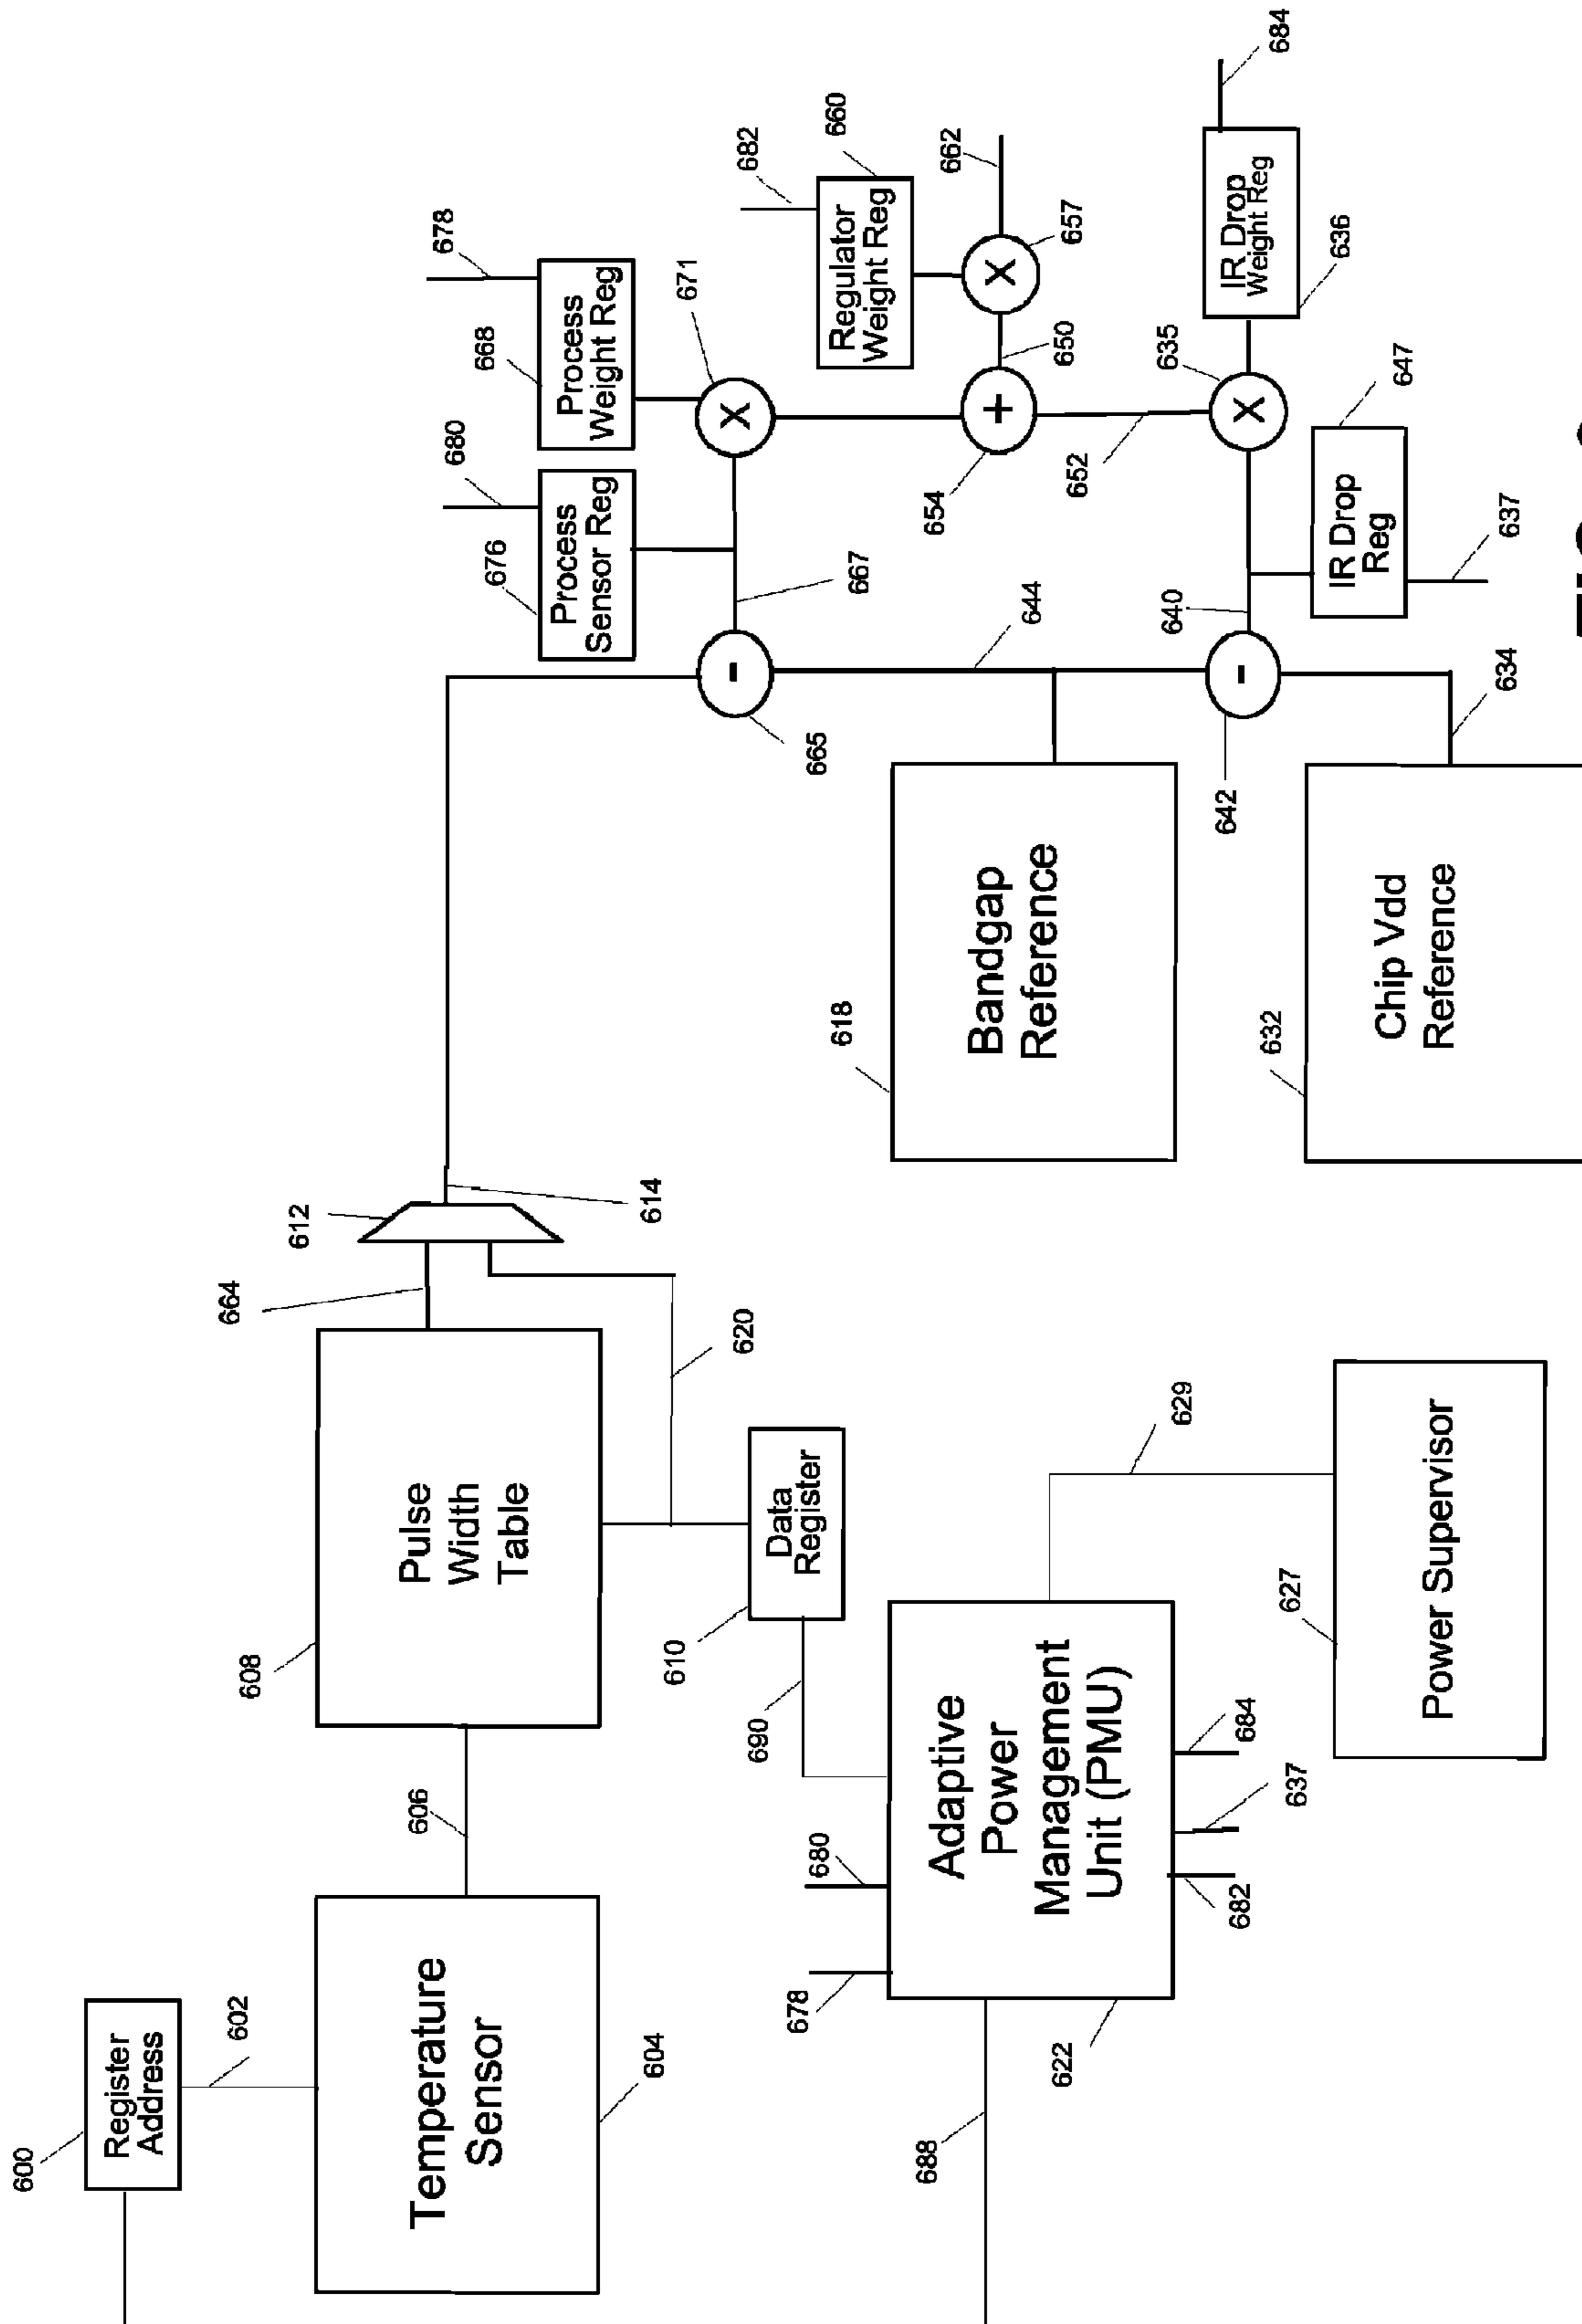 600
Register
Address
602
Temperature
Sensor
604
606
608
Pulse
Width
Table
664
612
614
620
Data
Register
610
690
678
680
Adaptive
Power
Management
Unit (PMU)
688
622
682
637
684
629
627
Power Supervisor
618
Bandgap
Reference
632
Chip Vdd
Reference
634
642
-
640
644
665
-
667
676
Process
Sensor Reg
680
668
Process
Weight Reg
678
671
X
682
Regulator
Weight Reg
660
662
657
X
650
+
654
652
635
X
IR Drop
Weight Reg
636
684
647
IR Drop
Reg
637